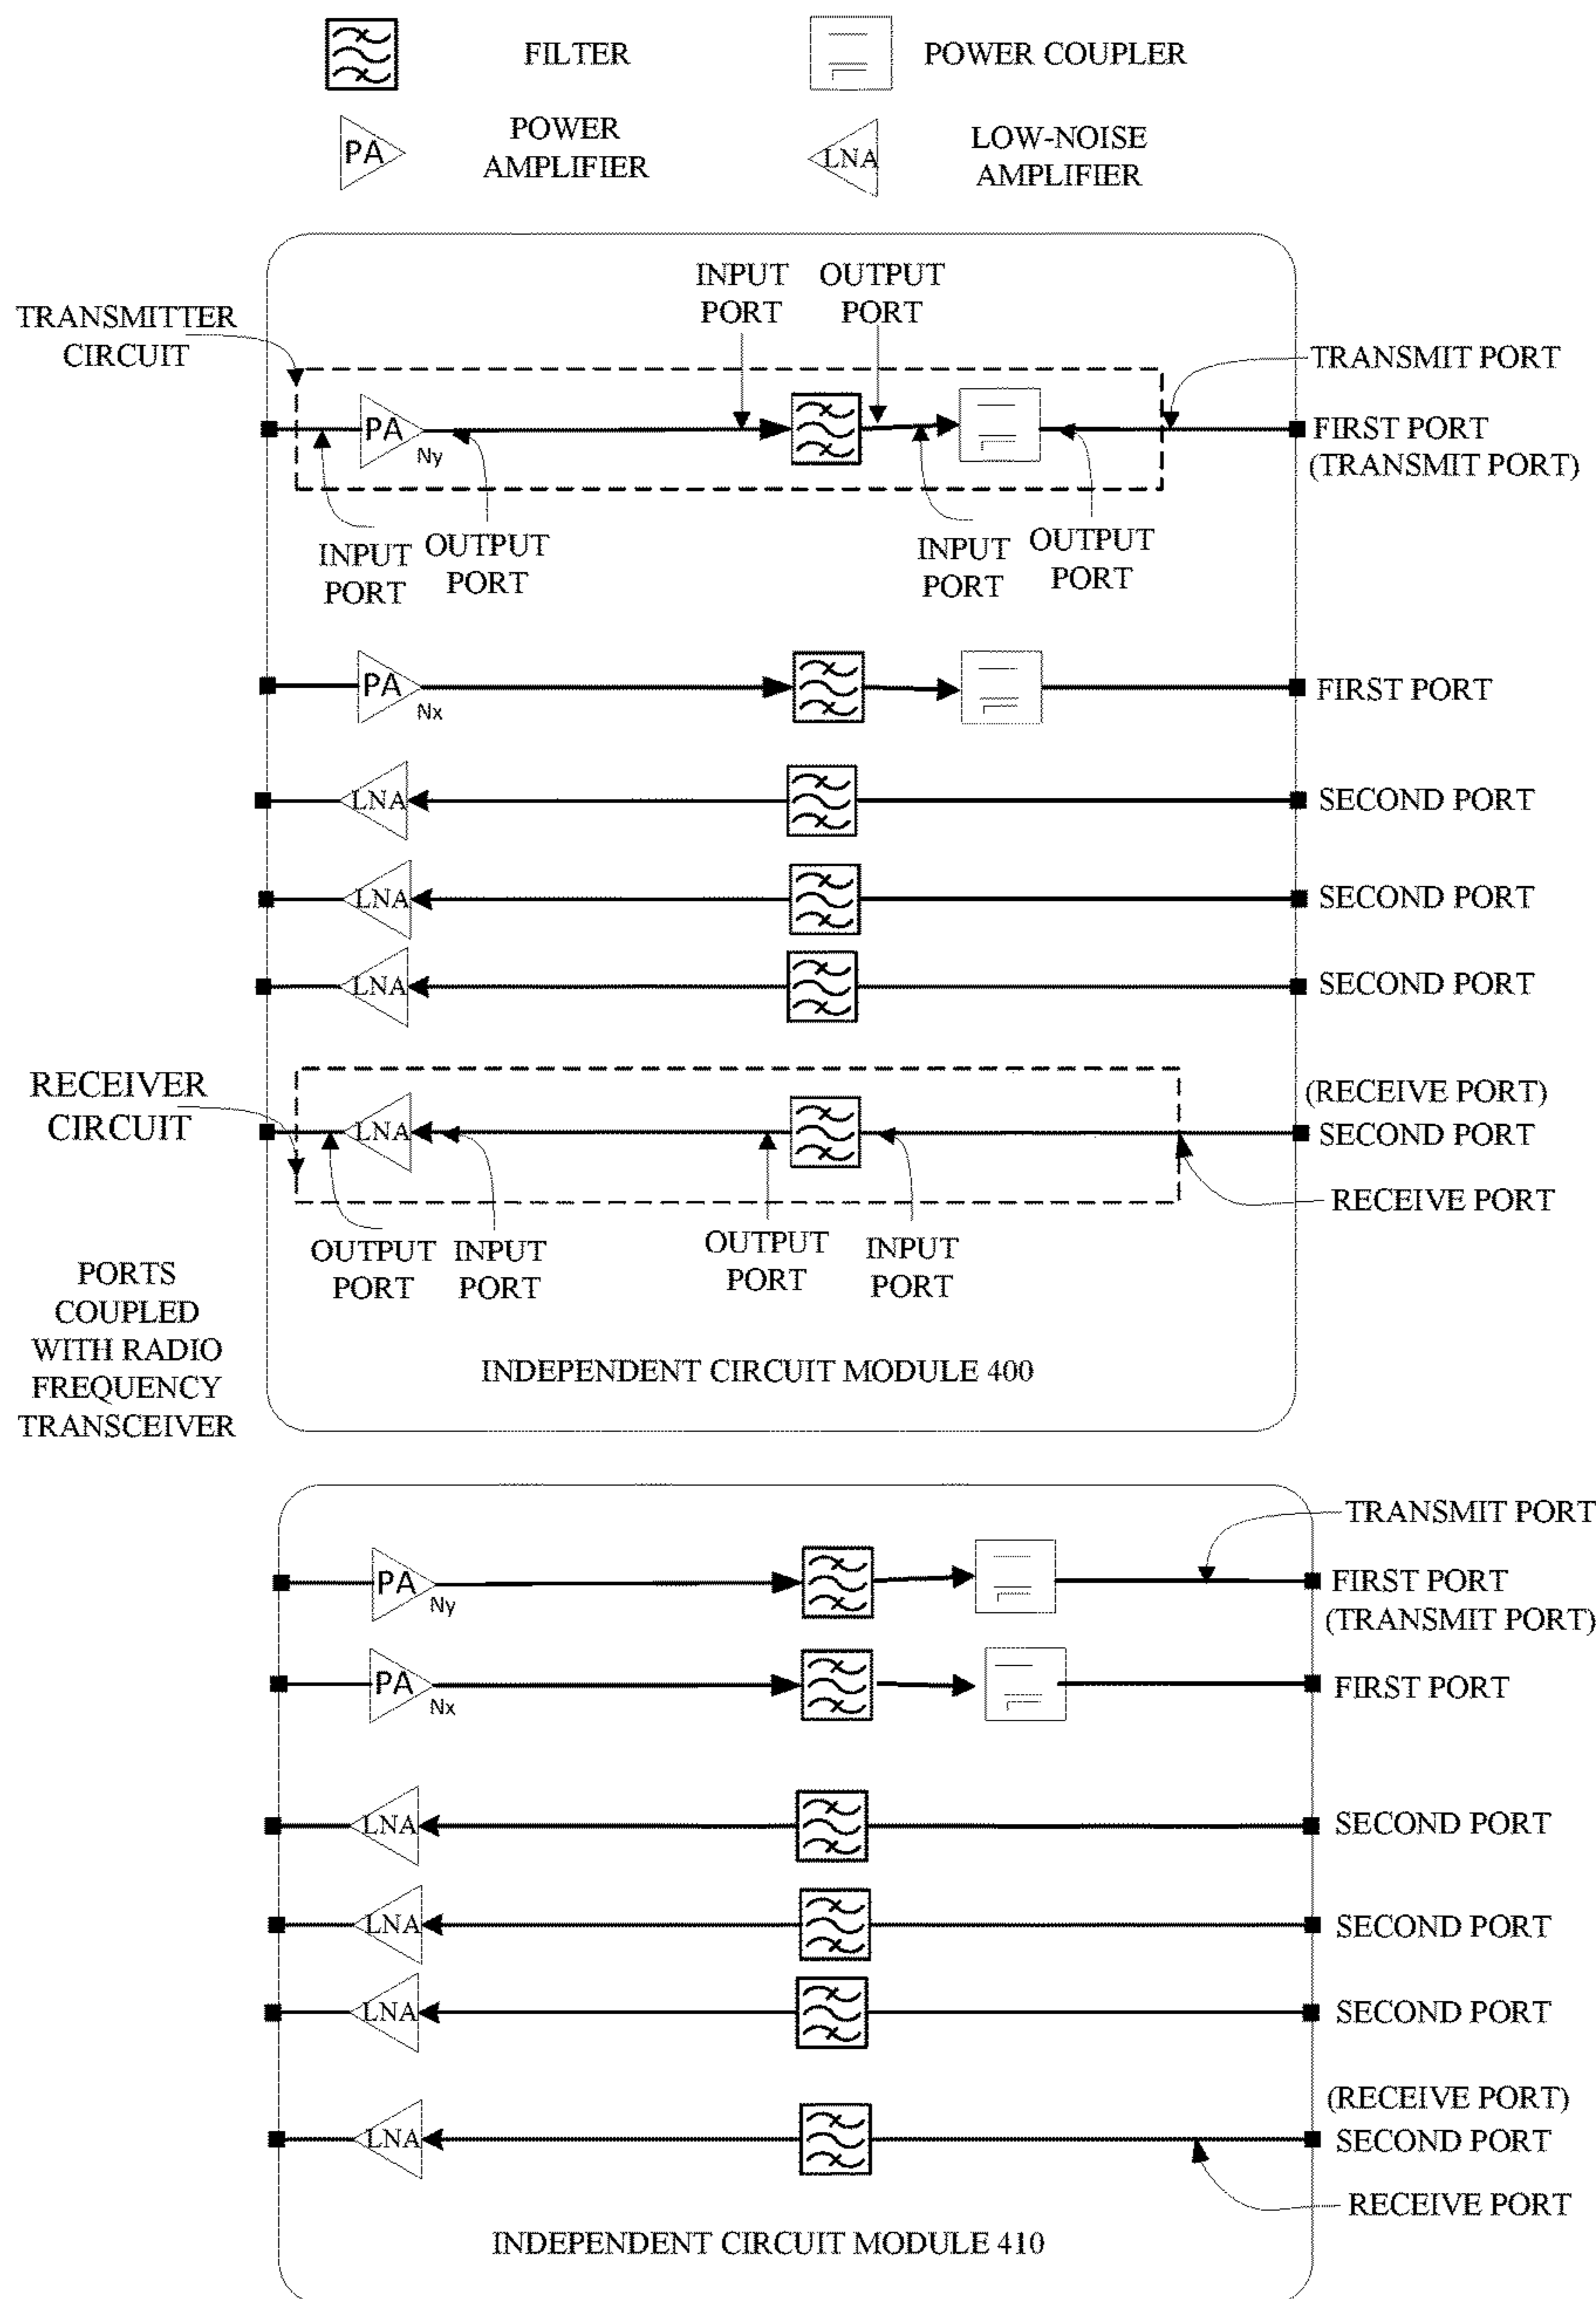 FILTER
POWER COUPLER
PA
POWER
AMPLIFIER
LNA
LOW-NOISE
AMPLIFIER
INPUT
PORT
OUTPUT
PORT
TRANSMITTER
CIRCUIT
TRANSMIT PORT
PA
Ny
FIRST PORT
(TRANSMIT PORT)
INPUT
PORT
OUTPUT
PORT
INPUT
PORT
OUTPUT
PORT
PA
Nx
FIRST PORT
LNA
SECOND PORT
LNA
SECOND PORT
LNA
SECOND PORT
RECEIVER
CIRCUIT
LNA
(RECEIVE PORT)
SECOND PORT
RECEIVE PORT
OUTPUT
PORT
INPUT
PORT
OUTPUT
PORT
INPUT
PORT
PORTS
COUPLED
WITH RADIO
FREQUENCY
TRANSCEIVER
INDEPENDENT CIRCUIT MODULE 400
TRANSMIT PORT
PA
Ny
FIRST PORT
(TRANSMIT PORT)
PA
Nx
FIRST PORT
LNA
SECOND PORT
LNA
SECOND PORT
LNA
SECOND PORT
LNA
(RECEIVE PORT)
SECOND PORT
RECEIVE PORT
INDEPENDENT CIRCUIT MODULE 410